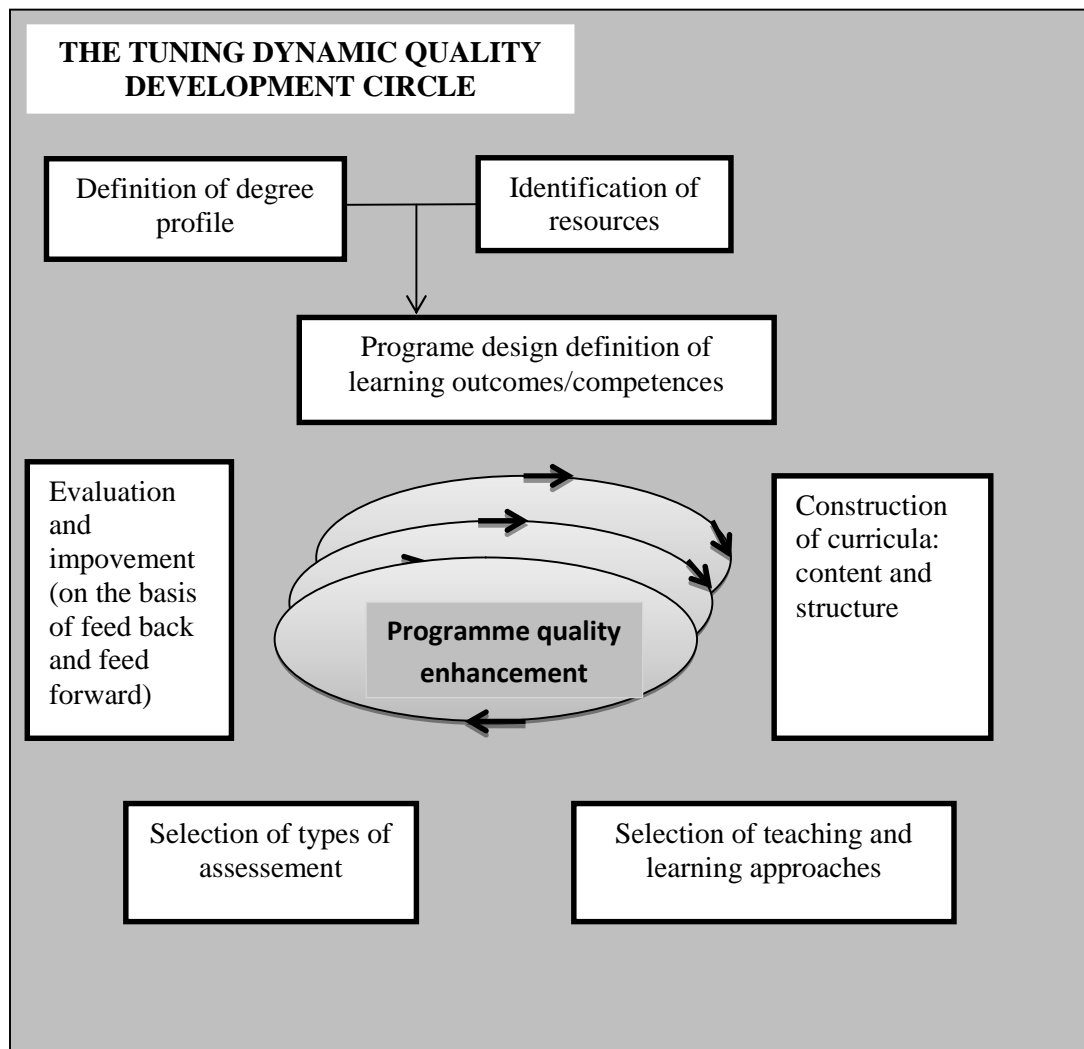 THE TUNING DYNAMIC QUALITY
DEVELOPMENT CIRCLE
Definition of degree
profile
Identification of
resources
Programe design definition of
learning outcomes/competences
Evaluation
and
impovement
(on the basis
of feed back
and feed
forward)
Programme quality
enhancement
Construction
of curricula:
content and
structure
Selection of types of
assessement
Selection of teaching and
learning approaches